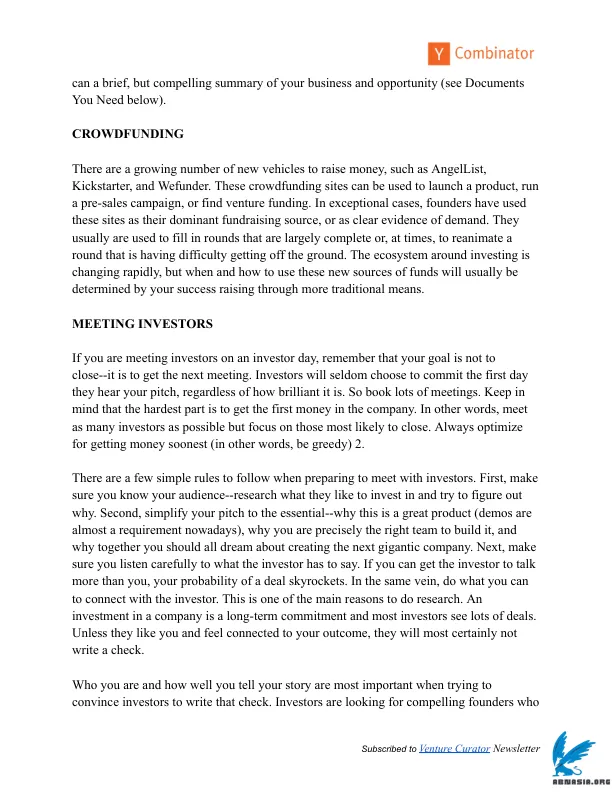 Y Combinator
can a brief, but compelling summary of your business and opportunity (see Documents
You Need below).
CROWDFUNDING
There are a growing number of new vehicles to raise money, such as AngelList,
Kickstarter, and Wefunder. These crowdfunding sites can be used to launch a product, run
a pre-sales campaign, or find venture funding. In exceptional cases, founders have used
these sites as their dominant fundraising source, or as clear evidence of demand. They
usually are used to fill in rounds that are largely complete or, at times, to reanimate a
round that is having difficulty getting off the ground. The ecosystem around investing is
changing rapidly, but when and how to use these new sources of funds will usually be
determined by your success raising through more traditional means.
MEETING INVESTORS
If you are meeting investors on an investor day, remember that your goal is not to
close--it is to get the next meeting. Investors will seldom choose to commit the first day
they hear your pitch, regardless of how brilliant it is. So book lots of meetings. Keep in
mind that the hardest part is to get the first money in the company. In other words, meet
as many investors as possible but focus on those most likely to close. Always optimize
for getting money soonest (in other words, be greedy) 2.
There are a few simple rules to follow when preparing to meet with investors. First, make
sure you know your audience--research what they like to invest in and try to figure out
why. Second, simplify your pitch to the essential--why this is a great product (demos are
almost a requirement nowadays), why you are precisely the right team to build it, and
why together you should all dream about creating the next gigantic company. Next, make
sure you listen carefully to what the investor has to say. If you can get the investor to talk
more than you, your probability of a deal skyrockets. In the same vein, do what you can
to connect with the investor. This is one of the main reasons to do research. An
investment in a company is a long-term commitment and most investors see lots of deals.
Unless they like you and feel connected to your outcome, they will most certainly not
write a check.
Who you are and how well you tell your story are most important when trying to
convince investors to write that check. Investors are looking for compelling founders who
Subscribed to Venture Curator Newsletter
ABNASIA.ORG